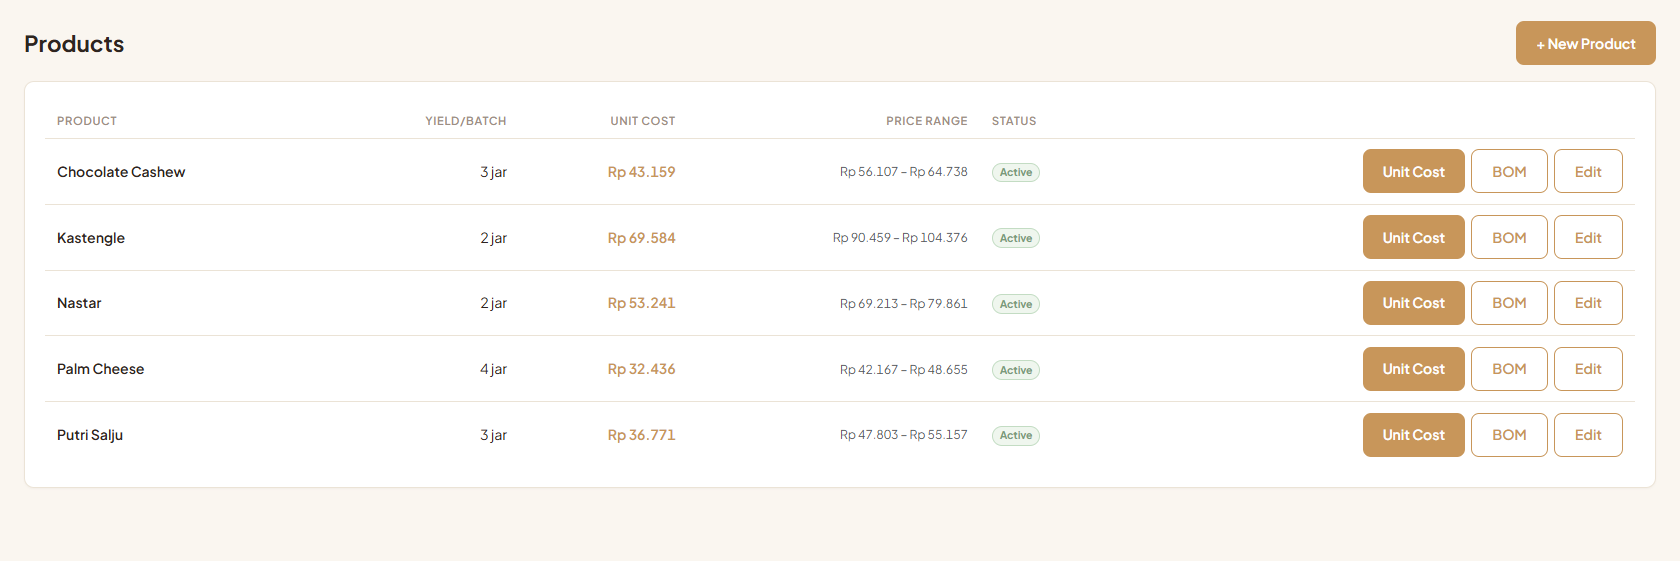 Products
+ New Product
PRODUCT YIELD/BATCH UNIT COST PRICE RANGE STATUS
Chocolate Cashew 3 jar Rp 43.159 Rp 56.107 – Rp 64.738 Active Unit Cost BOM Edit
Kastengle 2 jar Rp 69.584 Rp 90.459 – Rp 104.376 Active Unit Cost BOM Edit
Nastar 2 jar Rp 53.241 Rp 69.213 – Rp 79.861 Active Unit Cost BOM Edit
Palm Cheese 4 jar Rp 32.436 Rp 42.167 – Rp 48.655 Active Unit Cost BOM Edit
Putri Salju 3 jar Rp 36.771 Rp 47.803 – Rp 55.157 Active Unit Cost BOM Edit